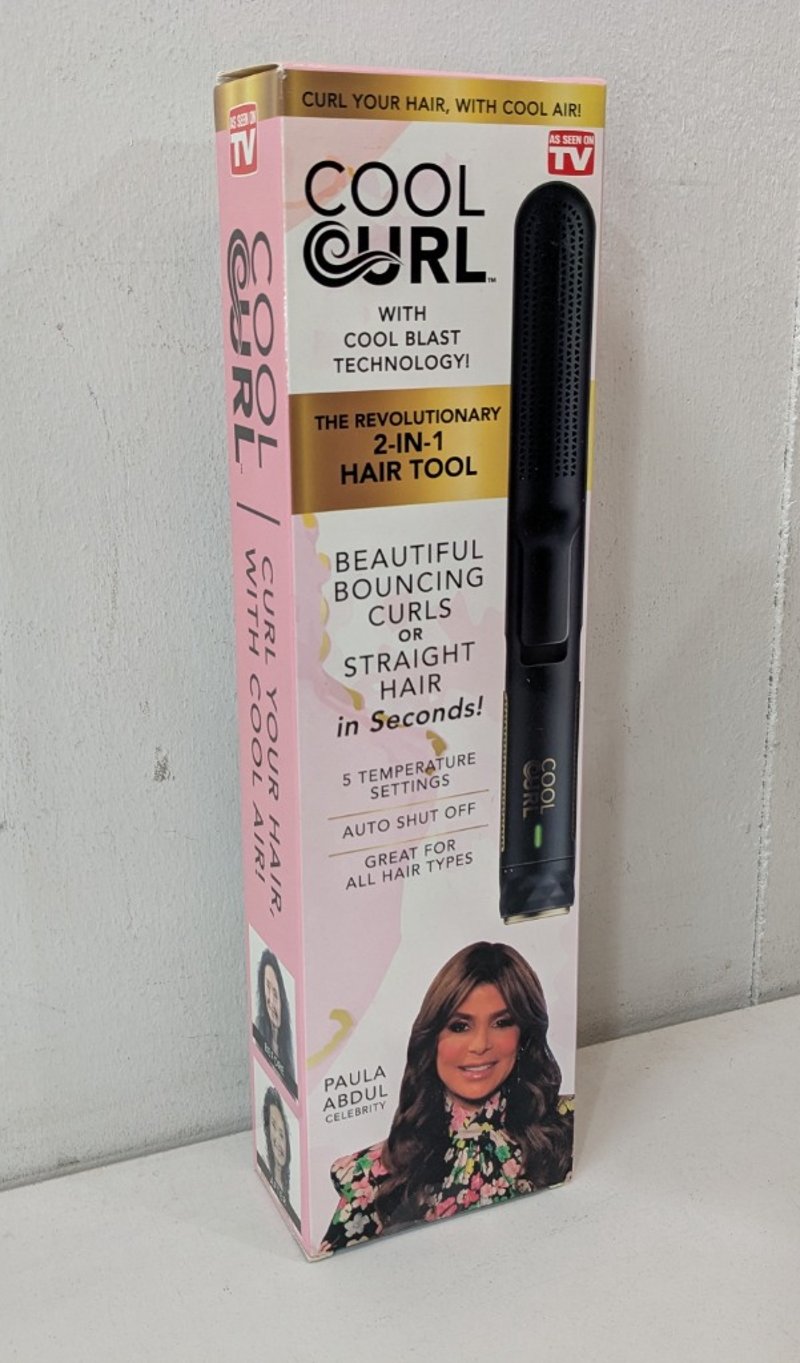 CURL YOUR HAIR, WITH COOL AIR!
AS SEEN ON
TV
AS SEEN ON
TV
COOL
CURL™
WITH
COOL BLAST
TECHNOLOGY!
THE REVOLUTIONARY
2-IN-1
HAIR TOOL
BEAUTIFUL
BOUNCING
CURLS
OR
STRAIGHT
HAIR
in Seconds!
5 TEMPERATURE
SETTINGS
AUTO SHUT OFF
GREAT FOR
ALL HAIR TYPES
COOL
CURL
PAULA
ABDUL
CELEBRITY
COOL
CURL™
/
CURL YOUR HAIR,
WITH COOL AIR!
BEFORE